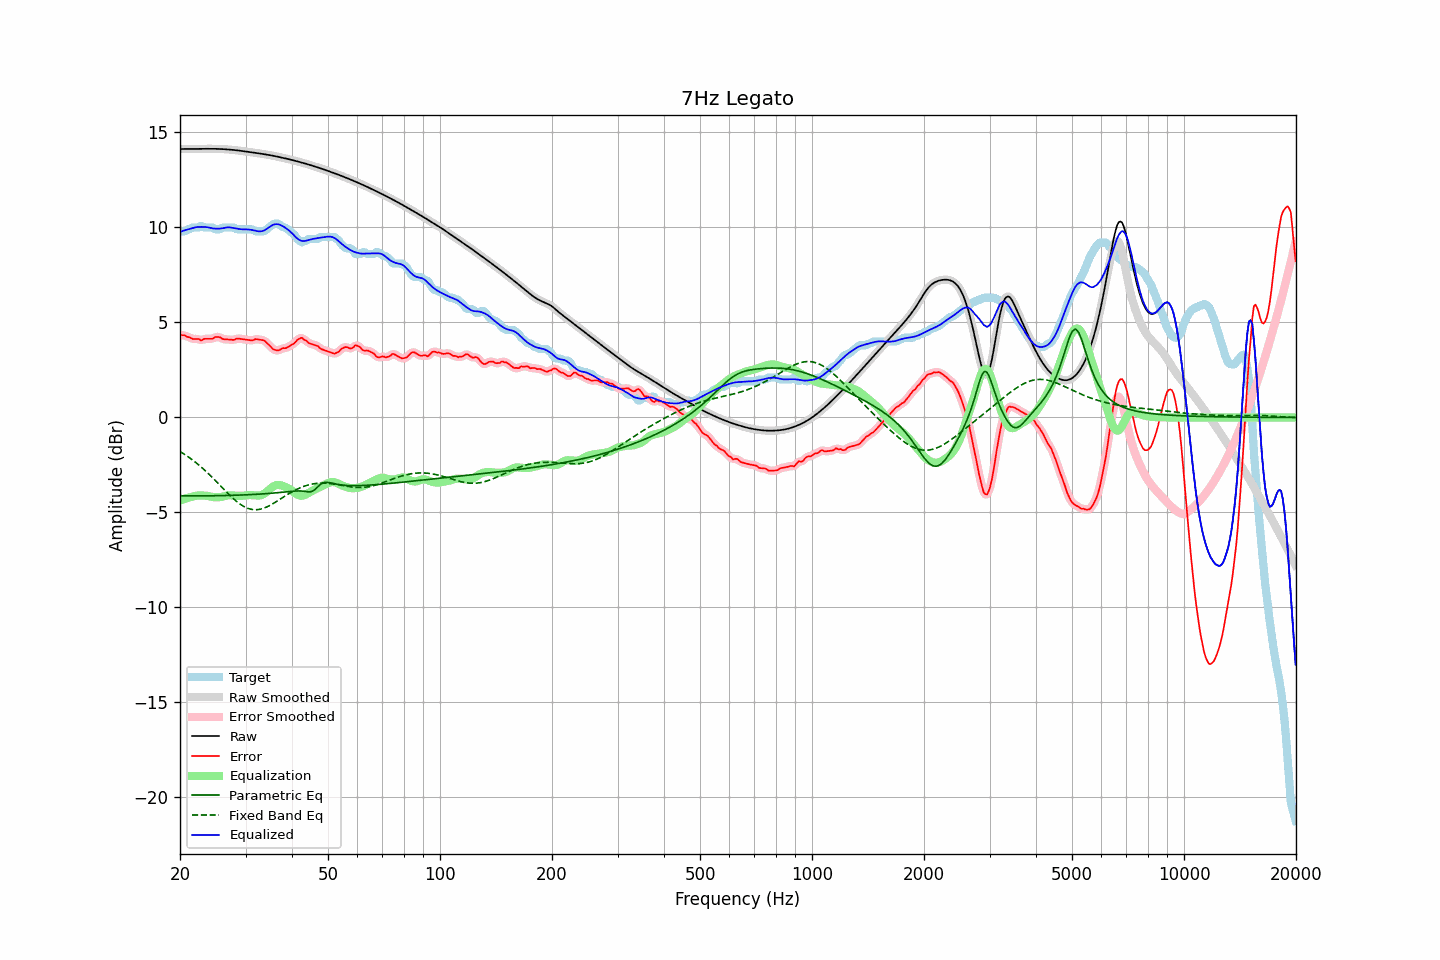 7Hz Legato
15
10
5
0
−5
−10
−15
−20
Amplitude (dBr)
Target
Raw Smoothed
Error Smoothed
Raw
Error
Equalization
Parametric Eq
Fixed Band Eq
Equalized
20 50 100 200 500 1000 2000 5000 10000 20000
Frequency (Hz)